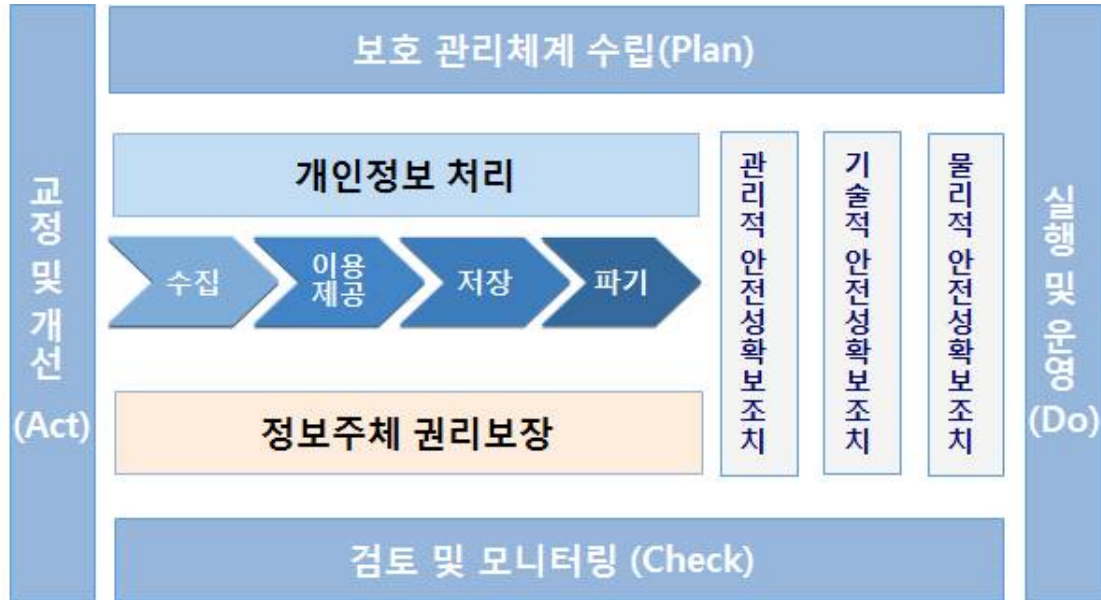 보호 관리체계 수립(Plan)
교정 및 개선
(Act)
개인정보 처리
수집
이용
제공
저장
파기
정보주체 권리보장
관리적 안전성확보조치
기술적 안전성확보조치
물리적 안전성확보조치
실행 및 운영
(Do)
검토 및 모니터링 (Check)